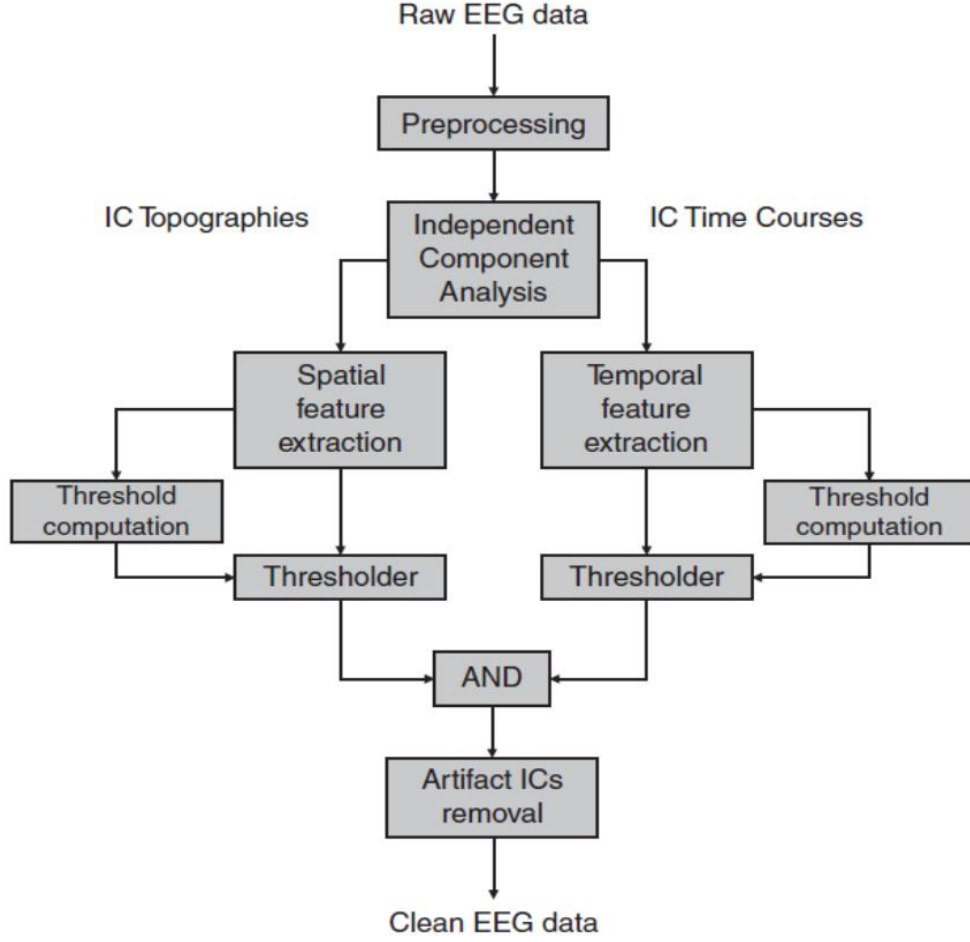 Raw EEG data
Preprocessing
IC Topographies
IC Time Courses
Independent
Component
Analysis
Spatial
feature
extraction
Temporal
feature
extraction
Threshold
computation
Threshold
computation
Thresholder
Thresholder
AND
Artifact ICs
removal
Clean EEG data